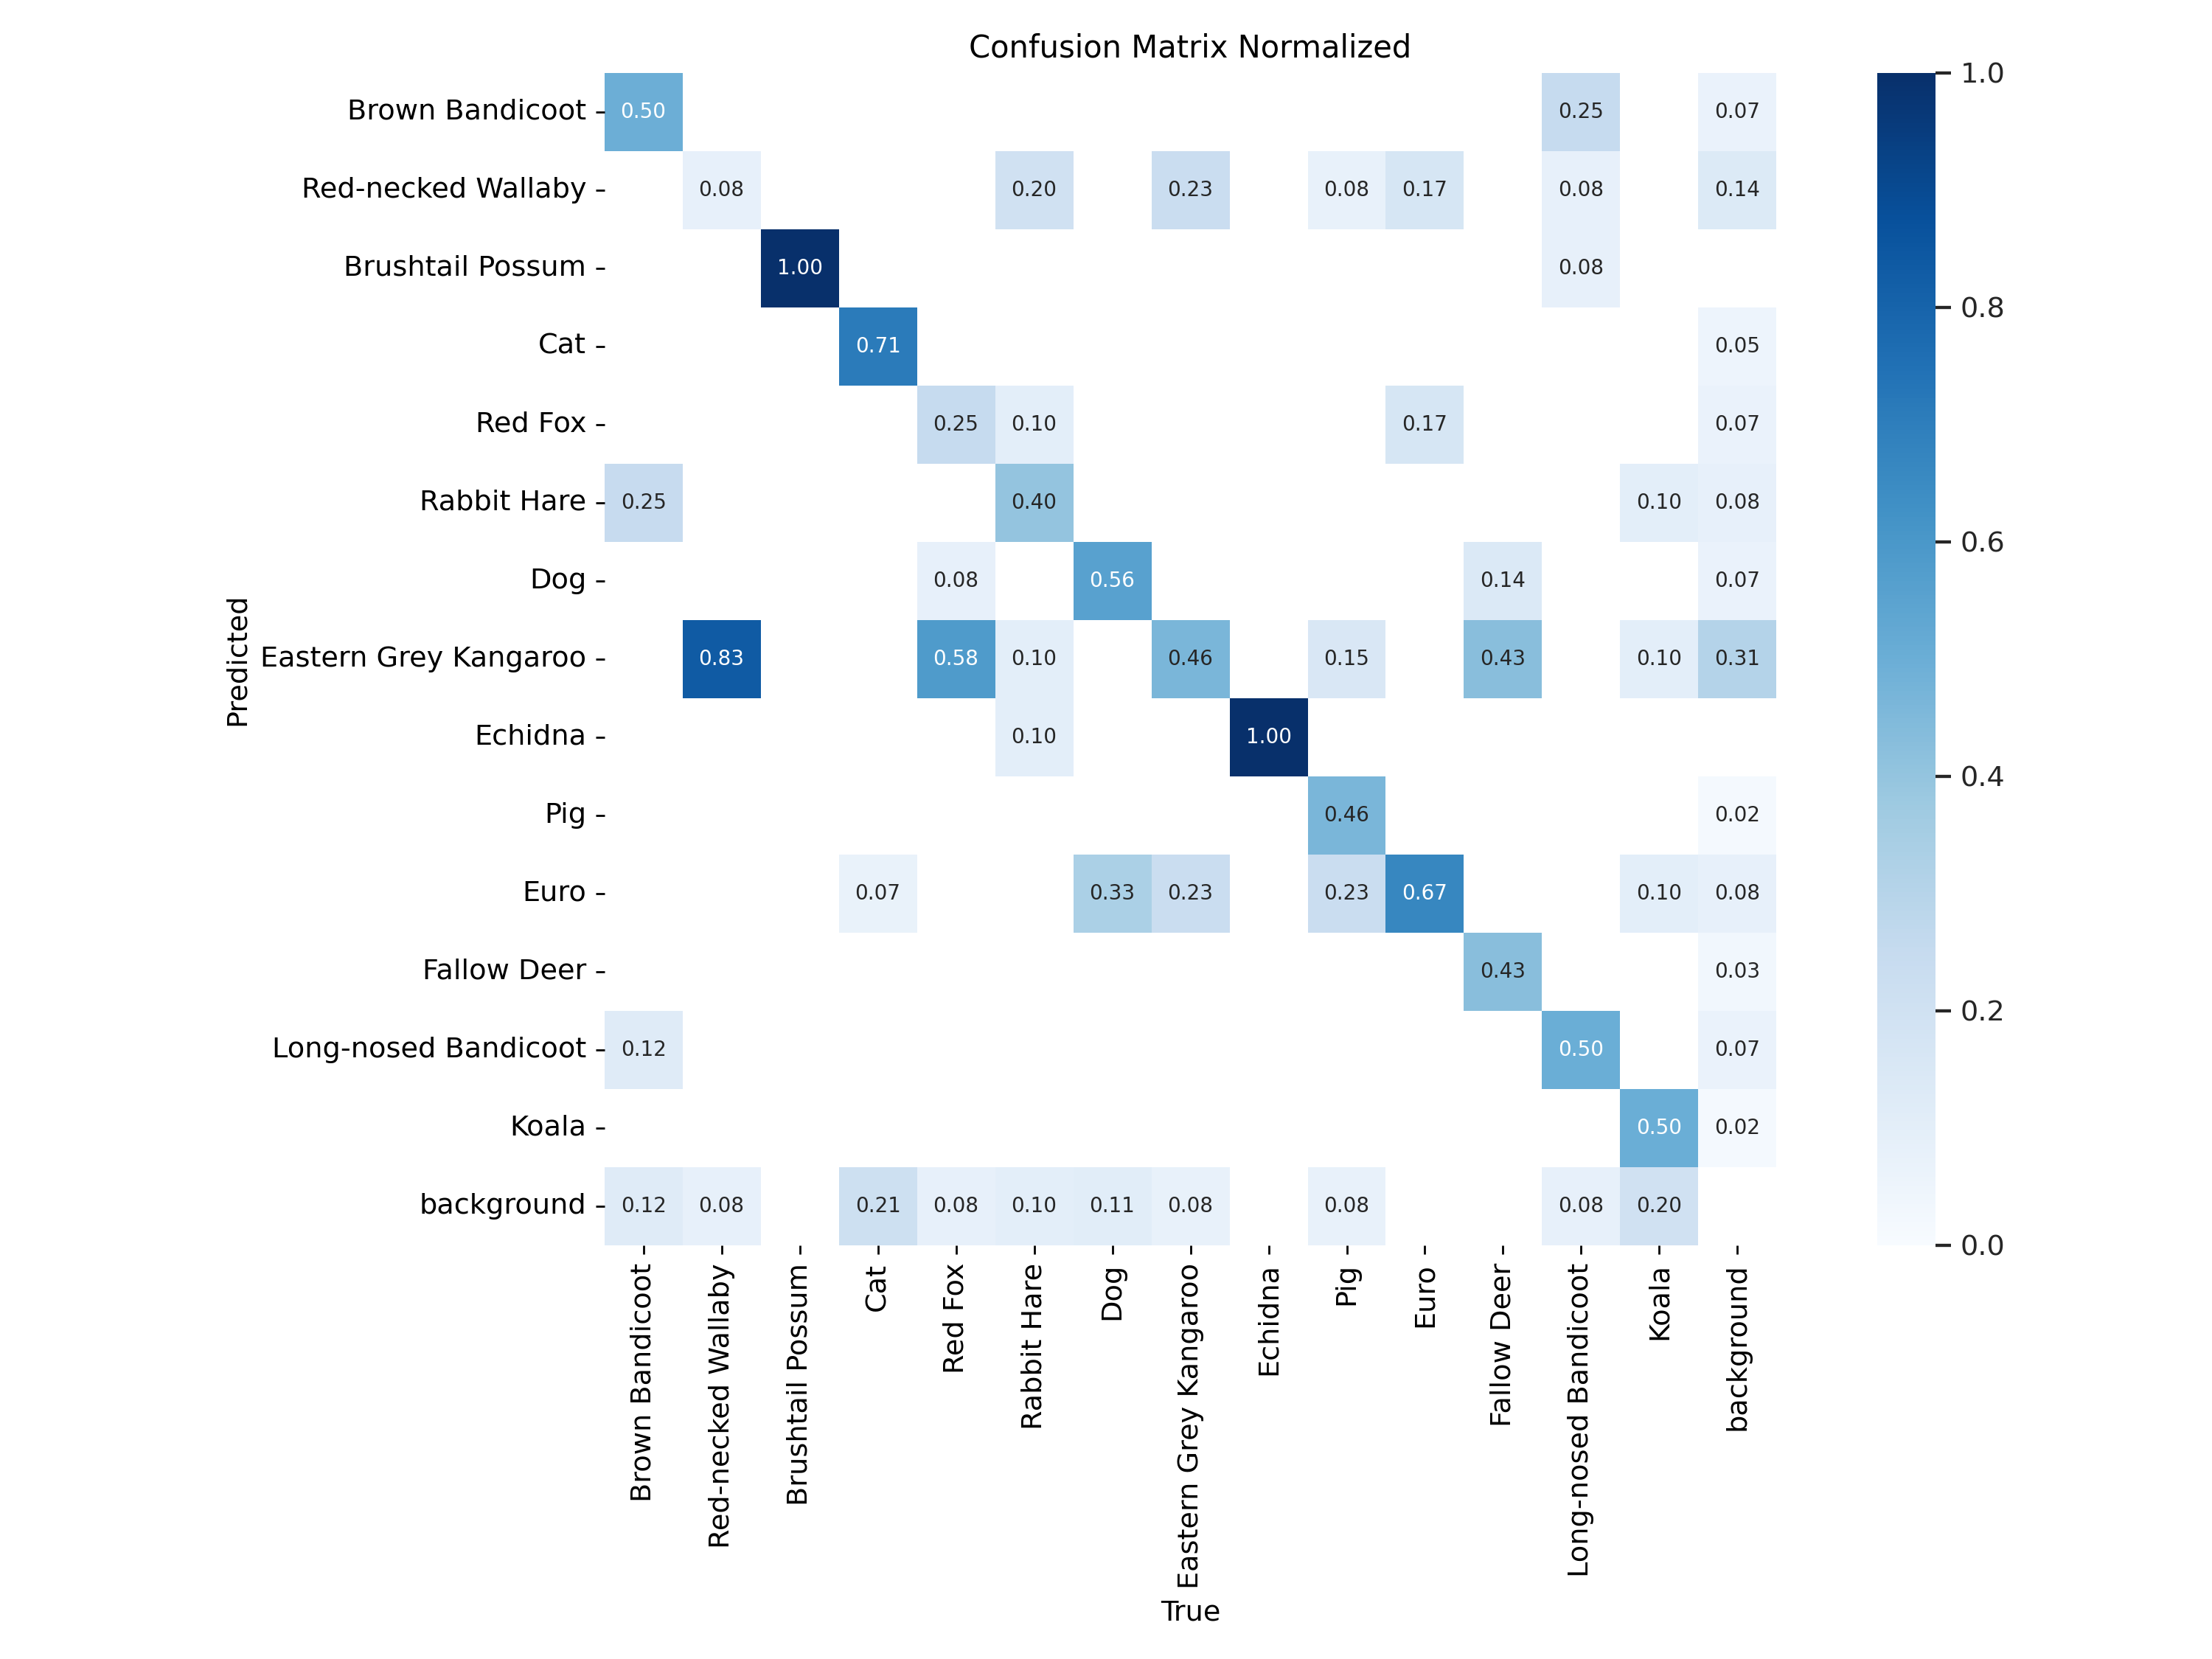 Confusion Matrix Normalized
Brown Bandicoot 0.50 0.25 0.07 1.0
Red-necked Wallaby 0.08 0.20 0.23 0.08 0.17 0.08 0.14
Brushtail Possum 1.00 0.08
0.8
Cat 0.71 0.05
Red Fox 0.25 0.10 0.17 0.07
Rabbit Hare 0.25 0.40 0.10 0.08
0.6
Dog 0.08 0.56 0.14 0.07
Eastern Grey Kangaroo 0.83 0.58 0.10 0.46 0.15 0.43 0.10 0.31
Echidna 0.10 1.00
0.4
Pig 0.46 0.02
Euro 0.07 0.33 0.23 0.23 0.67 0.10 0.08
Fallow Deer 0.43 0.03
0.2
Long-nosed Bandicoot 0.12 0.50 0.07
Koala 0.50 0.02
background 0.12 0.08 0.21 0.08 0.10 0.11 0.08 0.08 0.08 0.20
0.0
Predicted
Brown Bandicoot
Red-necked Wallaby
Brushtail Possum
Cat
Red Fox
Rabbit Hare
Dog
Eastern Grey Kangaroo
Echidna
Pig
Euro
Fallow Deer
Long-nosed Bandicoot
Koala
background
True